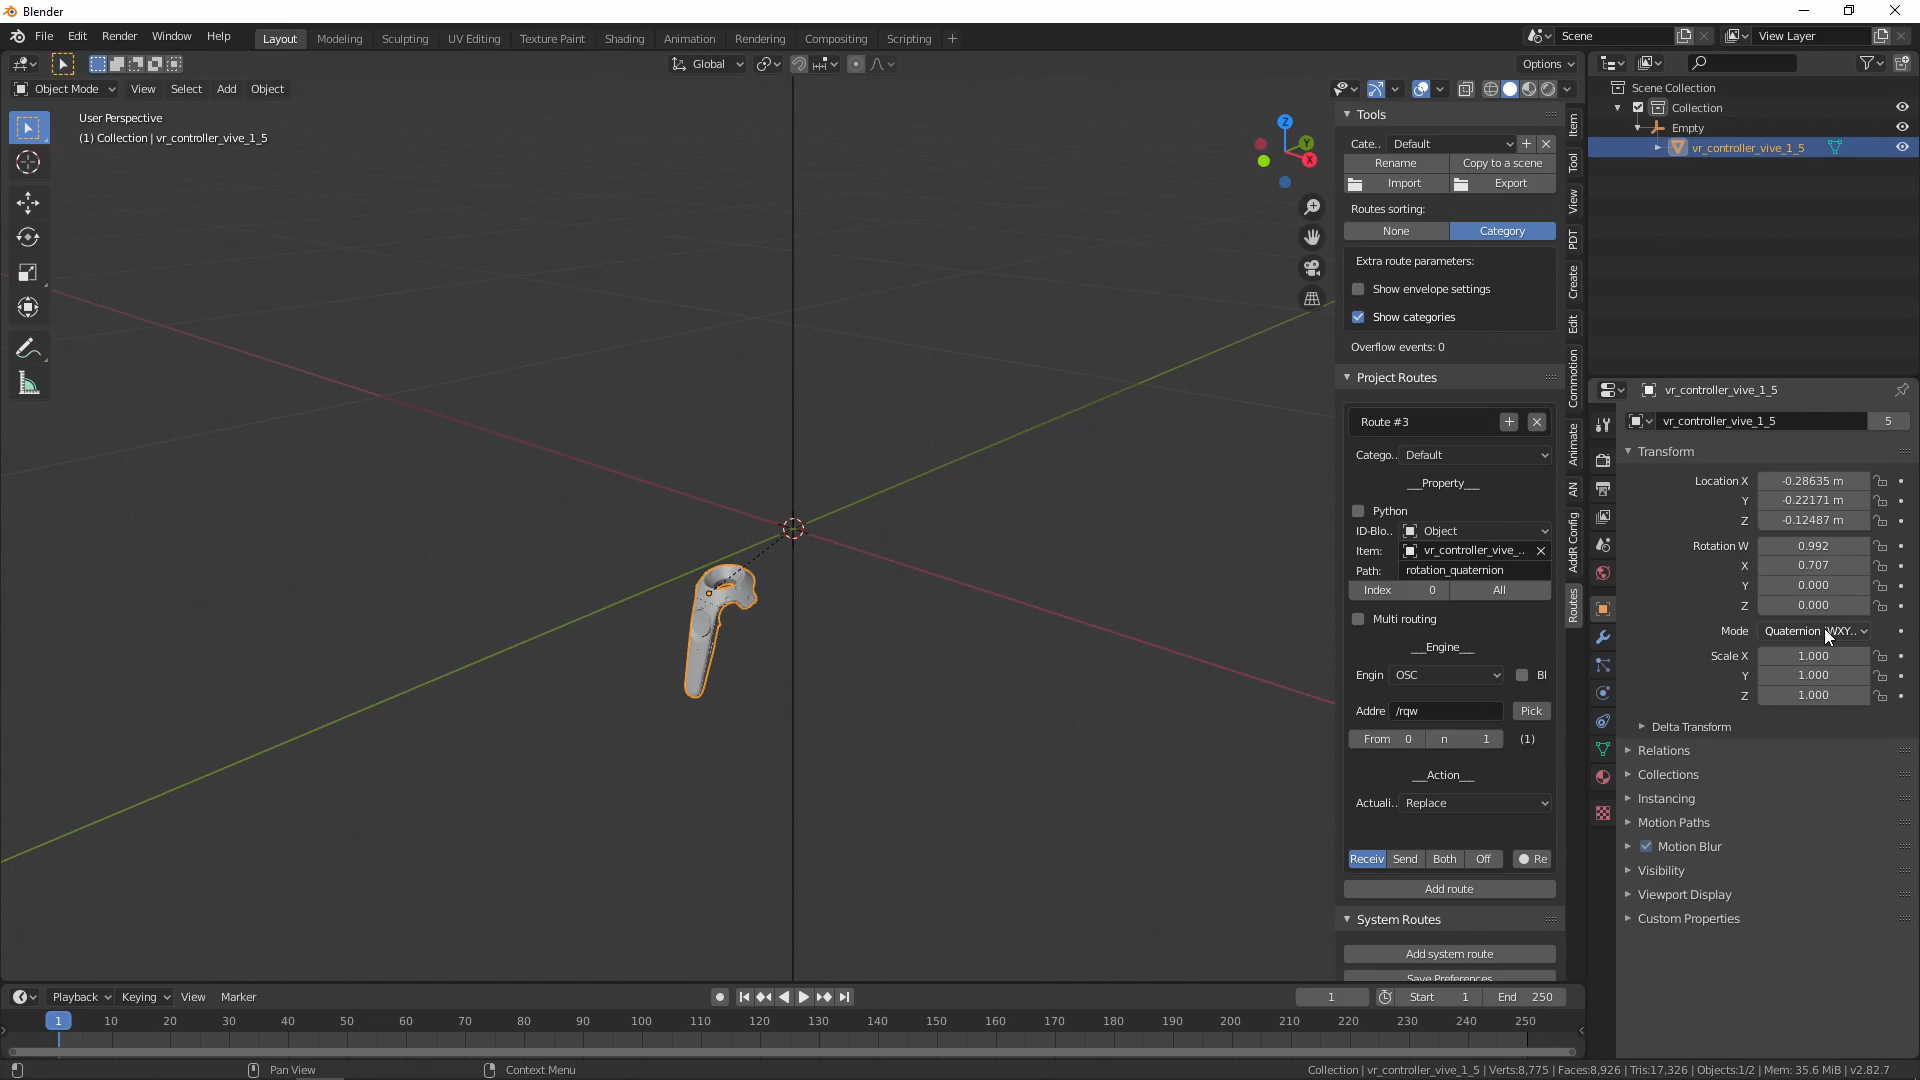 Blender
File Edit Render Window Help
Layout Modeling Sculpting UV Editing Texture Paint Shading Animation Rendering Compositing Scripting +
Scene
View Layer
Global
Options
Object Mode View Select Add Object
User Perspective
(1) Collection | vr_controller_vive_1_5
Z
Y
X
Tools
Cate.. Default
Rename Copy to a scene
Import Export
Routes sorting:
None Category
Extra route parameters:
Show envelope settings
Show categories
Overflow events: 0
Project Routes
Route #3
Catego.. Default
__Property__
Python
ID-Blo.. Object
Item: vr_controller_vive_..
Path: rotation_quaternion
Index 0 All
Multi routing
__Engine__
Engin OSC Bl
Addre /rqw Pick
From 0 n 1 (1)
__Action__
Actuali.. Replace
Receiv Send Both Off Re
Add route
System Routes
Add system route
Save Preferences
Item
Tool
View
PDT
Create
Edit
Commotion
Animate
AN
AddR Config
Routes
Scene Collection
Collection
Empty
vr_controller_vive_1_5
vr_controller_vive_1_5
vr_controller_vive_1_5 5
Transform
Location X -0.28635 m
Y -0.22171 m
Z -0.12487 m
Rotation W 0.992
X 0.707
Y 0.000
Z 0.000
Mode Quaternion (WXY..
Scale X 1.000
Y 1.000
Z 1.000
Delta Transform
Relations
Collections
Instancing
Motion Paths
Motion Blur
Visibility
Viewport Display
Custom Properties
Playback Keying View Marker
1 Start 1 End 250
1 10 20 30 40 50 60 70 80 90 100 110 120 130 140 150 160 170 180 190 200 210 220 230 240 250
Pan View
Context Menu
Collection | vr_controller_vive_1_5 | Verts:8,775 | Faces:8,926 | Tris:17,326 | Objects:1/2 | Mem: 35.6 MiB | v2.82.7